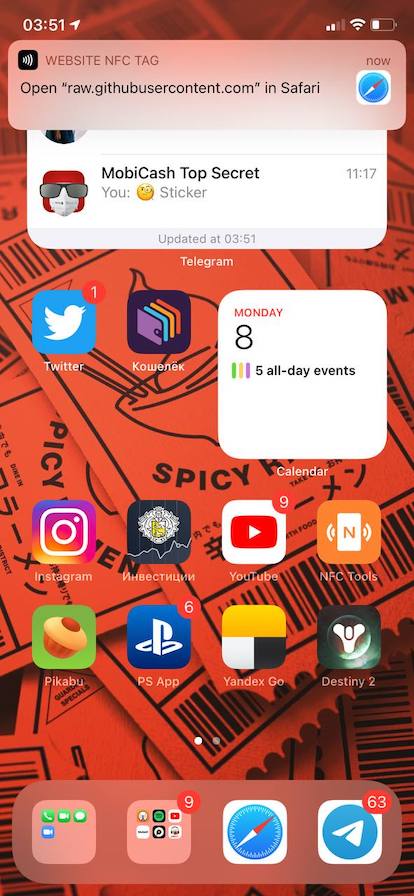 03:51
WEBSITE NFC TAG
now
Open “raw.githubusercontent.com” in Safari
MobiCash Top Secret
11:17
You: 🧐 Sticker
Updated at 03:51
Telegram
1
Twitter
Кошелёк
MONDAY
8
5 all-day events
Calendar
SPICY
PICY
9
Instagram
Инвестиции
YouTube
N
NFC Tools
6
Pikabu
PS App
Yandex Go
Destiny 2
SPECIALS
9
63